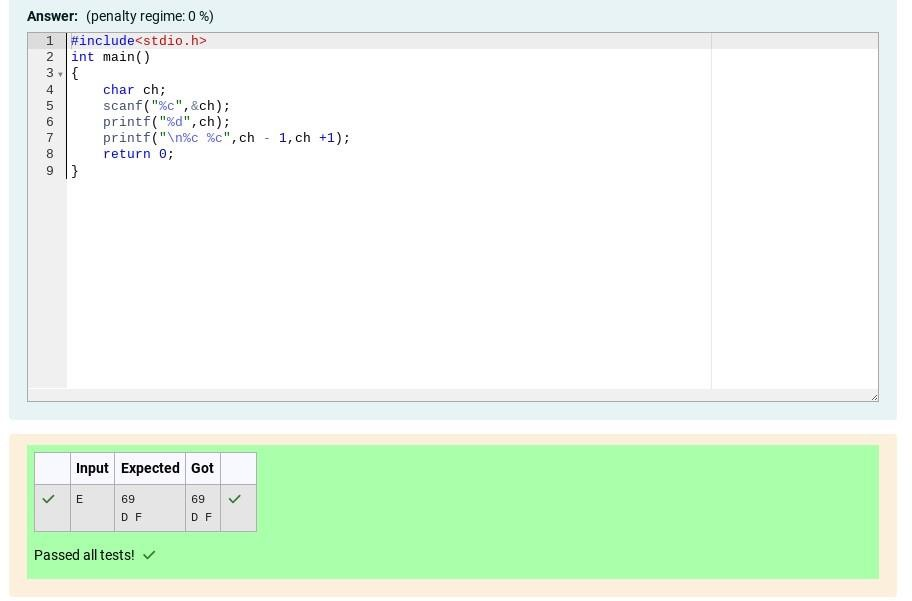 Answer: (penalty regime: 0 %)
1 #include<stdio.h>
2 int main()
3 {
4     char ch;
5     scanf("%c",&ch);
6     printf("%d",ch);
7     printf("\n%c %c",ch - 1,ch +1);
8     return 0;
9 }
Input Expected Got
E 69 69
D F D F
Passed all tests!